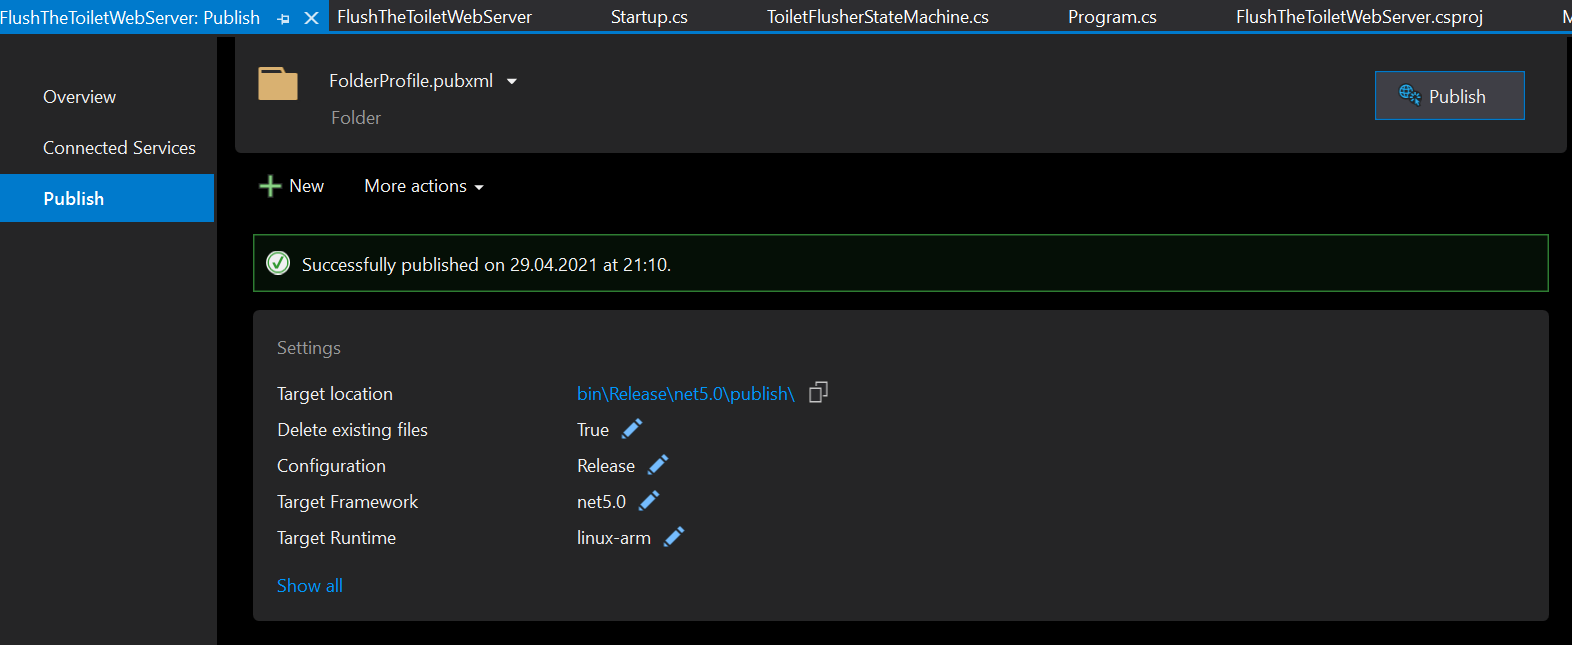 FlushTheToiletWebServer: Publish FlushTheToiletWebServer Startup.cs ToiletFlusherStateMachine.cs Program.cs FlushTheToiletWebServer.csproj
FolderProfile.pubxml
Folder
Publish
Overview
Connected Services
Publish
New More actions
Successfully published on 29.04.2021 at 21:10.
Settings
Target location bin\Release\net5.0\publish\
Delete existing files True
Configuration Release
Target Framework net5.0
Target Runtime linux-arm
Show all